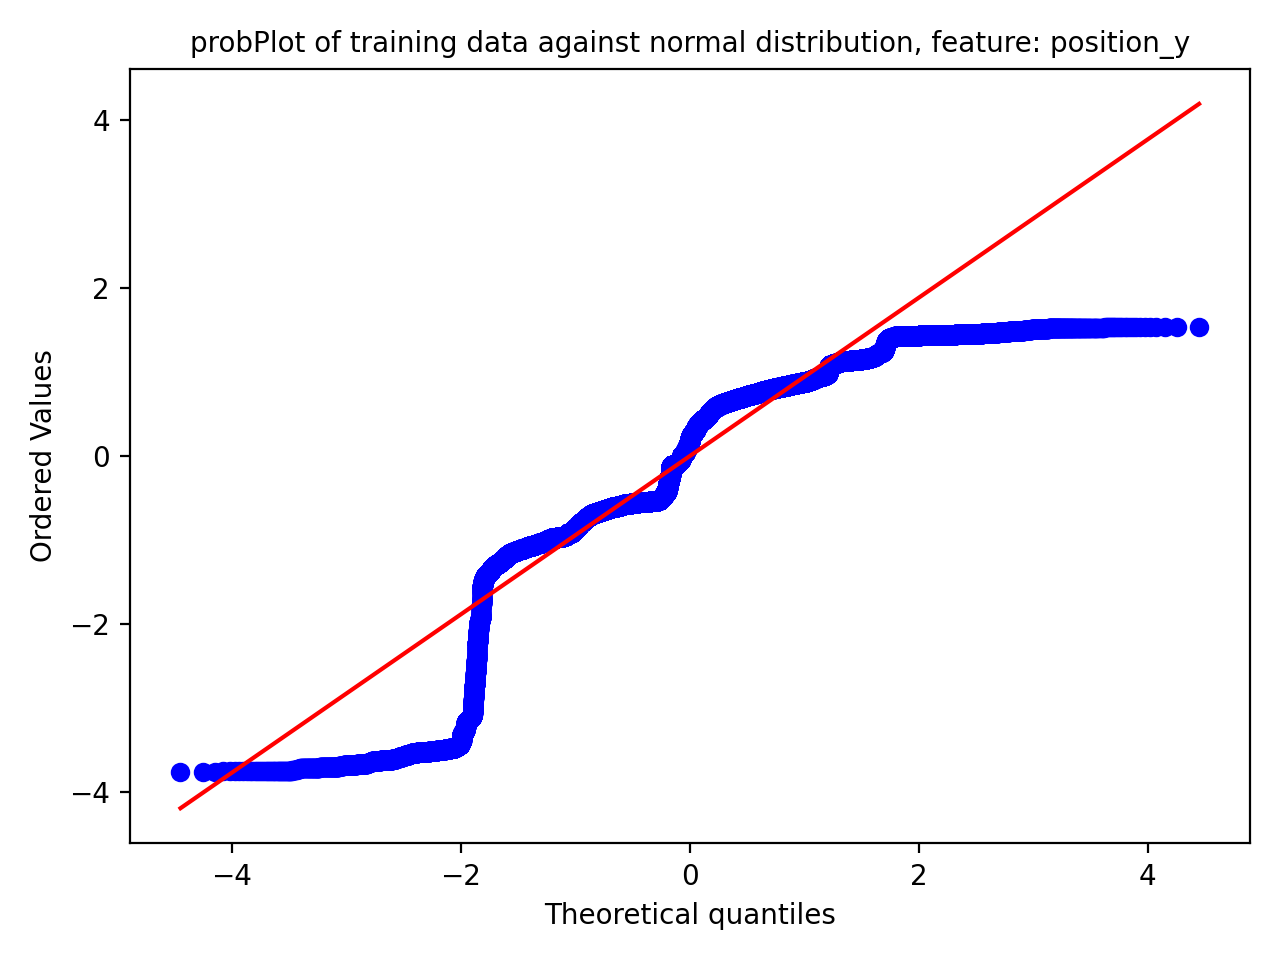 probPlot of training data against normal distribution, feature: position_y
4
2
0
−2
−4
Ordered Values
−4 −2 0 2 4
Theoretical quantiles